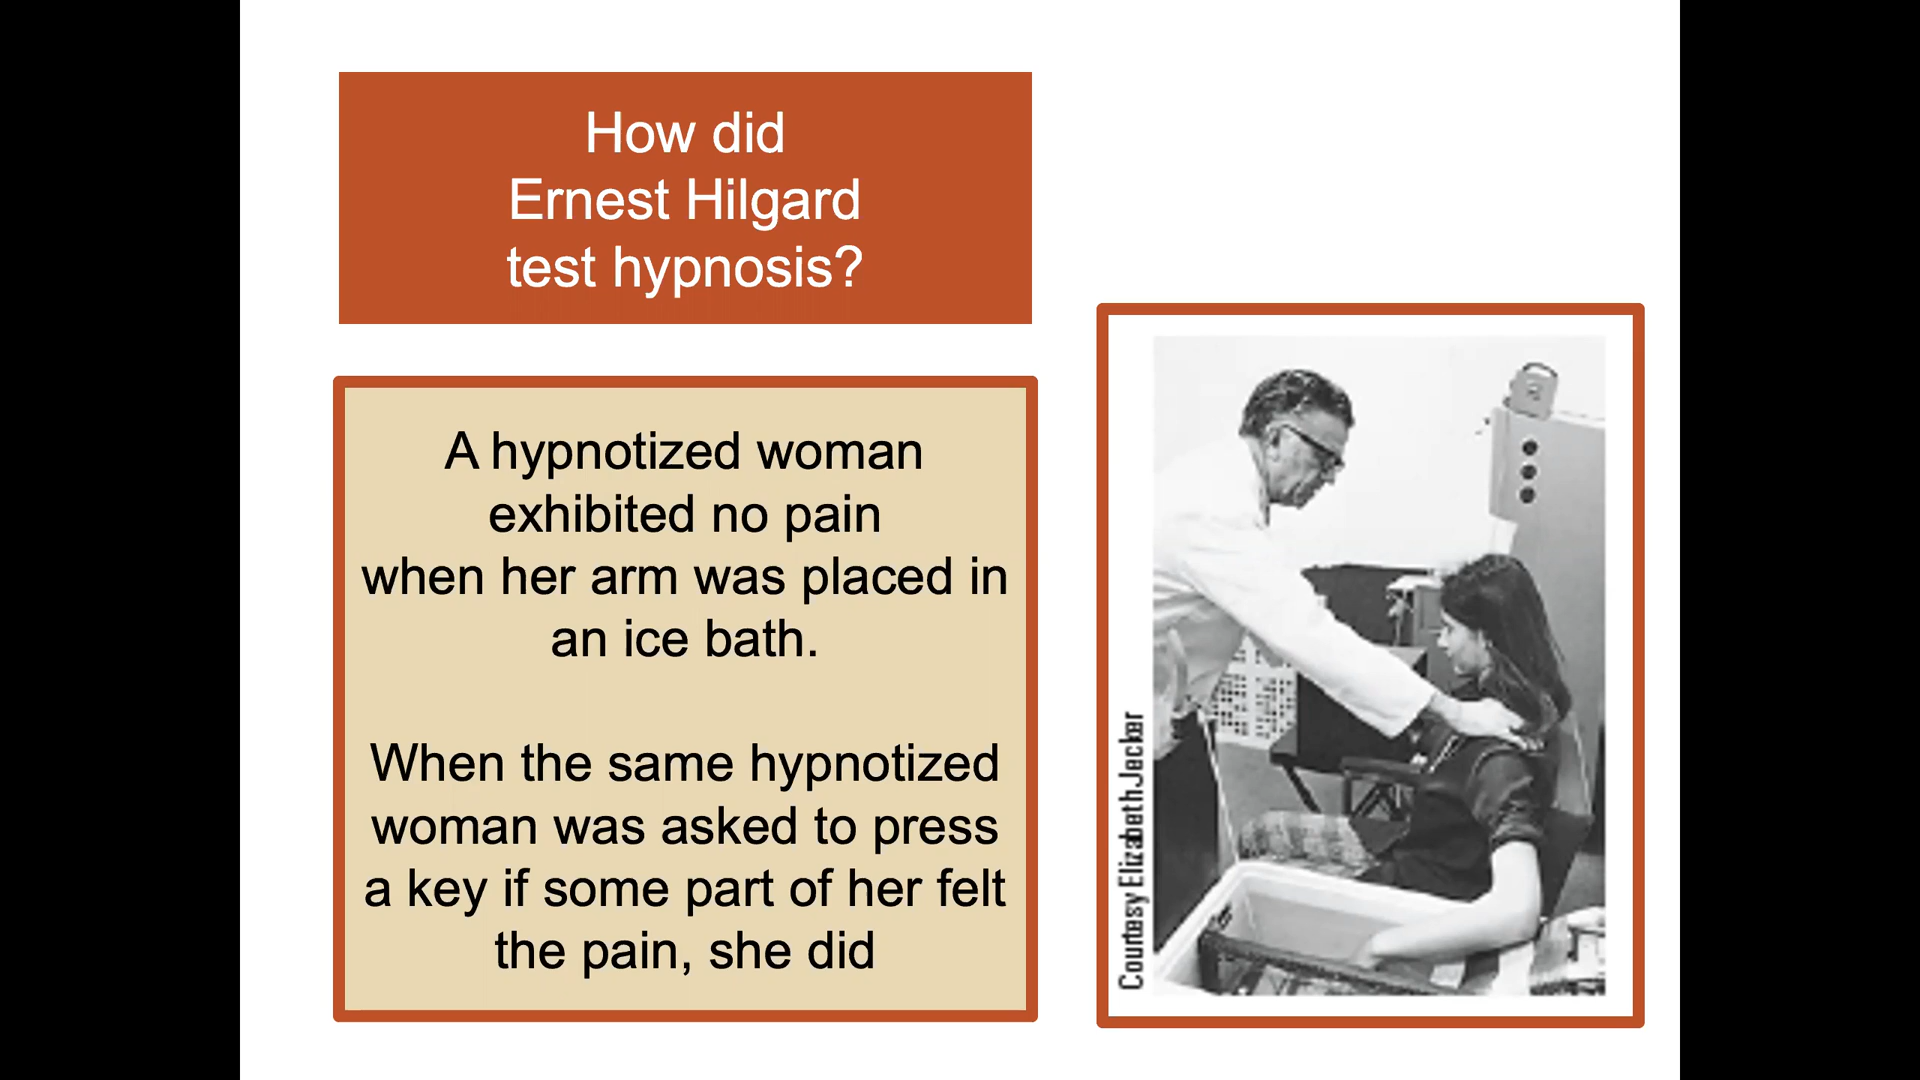 How did
Ernest Hilgard
test hypnosis?
A hypnotized woman
exhibited no pain
when her arm was placed in
an ice bath.
When the same hypnotized
woman was asked to press
a key if some part of her felt
the pain, she did
Courtesy Elizabeth Jecker